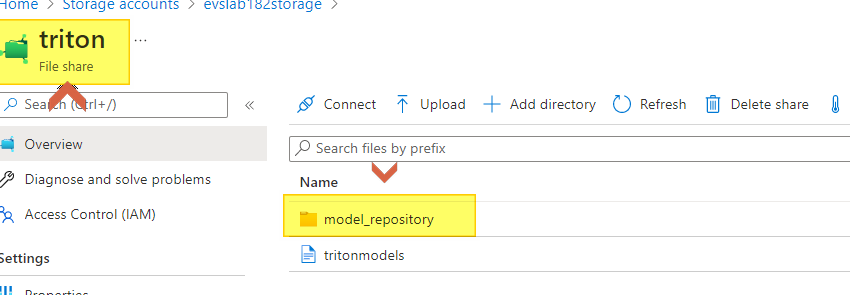 Home > Storage accounts > evslab182storage >
triton ...
File share
Search (Ctrl+/) «
Connect Upload Add directory Refresh Delete share
Overview
Search files by prefix
Diagnose and solve problems
Name
Access Control (IAM)
model_repository
tritonmodels
Settings
Properties